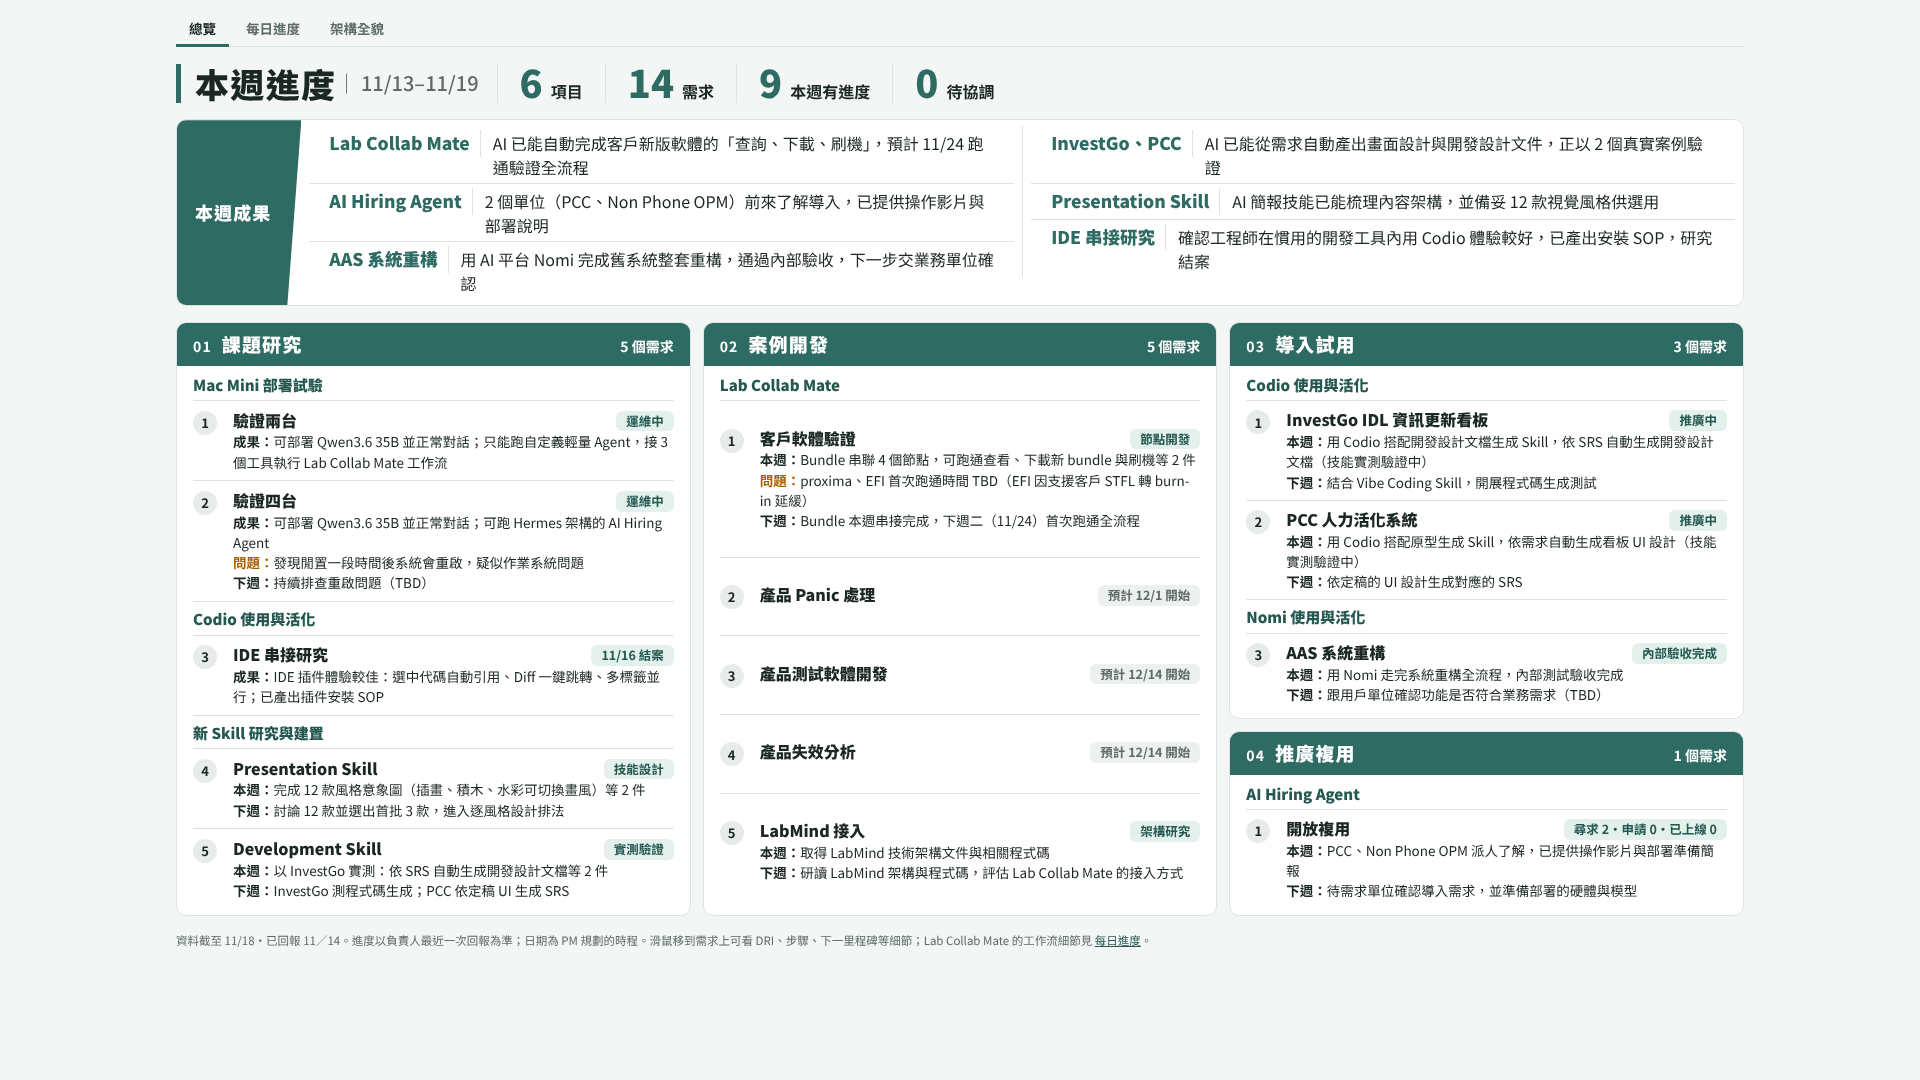 總覽 每日進度 架構全貌
本週進度 11/13–11/19 6 項目 14 需求 9 本週有進度 0 待協調
本週成果
Lab Collab Mate AI 已能自動完成客戶新版軟體的「查詢、下載、刷機」，預計 11/24 跑
通驗證全流程
AI Hiring Agent 2 個單位（PCC、Non Phone OPM）前來了解導入，已提供操作影片與
部署說明
AAS 系統重構 用 AI 平台 Nomi 完成舊系統整套重構，通過內部驗收，下一步交業務單位確
認
InvestGo、PCC AI 已能從需求自動產出畫面設計與開發設計文件，正以 2 個真實案例驗
證
Presentation Skill AI 簡報技能已能梳理內容架構，並備妥 12 款視覺風格供選用
IDE 串接研究 確認工程師在慣用的開發工具內用 Codio 體驗較好，已產出安裝 SOP，研究
結案
01 課題研究 5 個需求
Mac Mini 部署試驗
1 驗證兩台 運維中
成果：可部署 Qwen3.6 35B 並正常對話；只能跑自定義輕量 Agent，接 3
個工具執行 Lab Collab Mate 工作流
2 驗證四台 運維中
成果：可部署 Qwen3.6 35B 並正常對話；可跑 Hermes 架構的 AI Hiring
Agent
問題：發現閒置一段時間後系統會重啟，疑似作業系統問題
下週：持續排查重啟問題（TBD）
Codio 使用與活化
3 IDE 串接研究 11/16 結案
成果：IDE 插件體驗較佳：選中代碼自動引用、Diff 一鍵跳轉、多標籤並
行；已產出插件安裝 SOP
新 Skill 研究與建置
4 Presentation Skill 技能設計
本週：完成 12 款風格意象圖（插畫、積木、水彩可切換畫風）等 2 件
下週：討論 12 款並選出首批 3 款，進入逐風格設計排法
5 Development Skill 實測驗證
本週：以 InvestGo 實測：依 SRS 自動生成開發設計文檔等 2 件
下週：InvestGo 測程式碼生成；PCC 依定稿 UI 生成 SRS
02 案例開發 5 個需求
Lab Collab Mate
1 客戶軟體驗證 節點開發
本週：Bundle 串聯 4 個節點，可跑通查看、下載新 bundle 與刷機等 2 件
問題：proxima、EFI 首次跑通時間 TBD（EFI 因支援客戶 STFL 轉 burn-
in 延緩）
下週：Bundle 本週串接完成，下週二（11/24）首次跑通全流程
2 產品 Panic 處理 預計 12/1 開始
3 產品測試軟體開發 預計 12/14 開始
4 產品失效分析 預計 12/14 開始
5 LabMind 接入 架構研究
本週：取得 LabMind 技術架構文件與相關程式碼
下週：研讀 LabMind 架構與程式碼，評估 Lab Collab Mate 的接入方式
03 導入試用 3 個需求
Codio 使用與活化
1 InvestGo IDL 資訊更新看板 推廣中
本週：用 Codio 搭配開發設計文檔生成 Skill，依 SRS 自動生成開發設計
文檔（技能實測驗證中）
下週：結合 Vibe Coding Skill，開展程式碼生成測試
2 PCC 人力活化系統 推廣中
本週：用 Codio 搭配原型生成 Skill，依需求自動生成看板 UI 設計（技能
實測驗證中）
下週：依定稿的 UI 設計生成對應的 SRS
Nomi 使用與活化
3 AAS 系統重構 內部驗收完成
本週：用 Nomi 走完系統重構全流程，內部測試驗收完成
下週：跟用戶單位確認功能是否符合業務需求（TBD）
04 推廣複用 1 個需求
AI Hiring Agent
1 開放複用 尋求 2・申請 0・已上線 0
本週：PCC、Non Phone OPM 派人了解，已提供操作影片與部署準備簡
報
下週：待需求單位確認導入需求，並準備部署的硬體與模型
資料截至 11/18・已回報 11／14。進度以負責人最近一次回報為準；日期為 PM 規劃的時程。滑鼠移到需求上可看 DRI、步驟、下一里程碑等細節；Lab Collab Mate 的工作流細節見 每日進度。